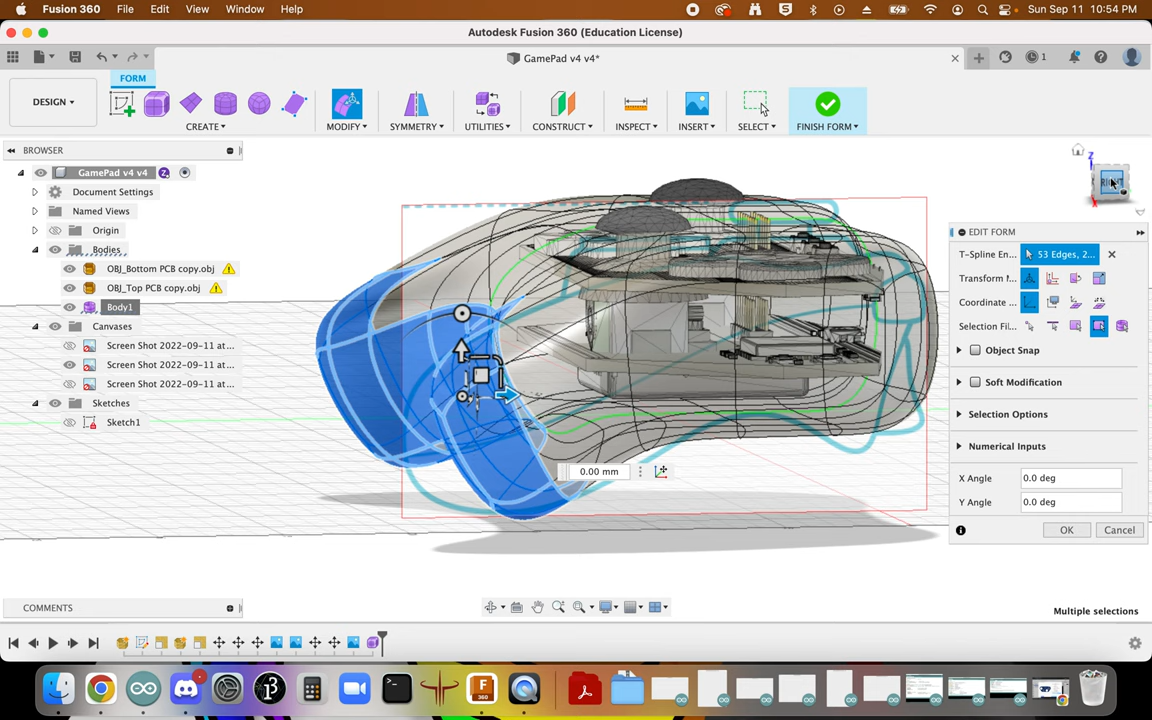 Fusion 360 File Edit View Window Help Sun Sep 11 10:54 PM
Autodesk Fusion 360 (Education License)
GamePad v4 v4* 1
FORM
DESIGN
CREATE MODIFY SYMMETRY UTILITIES CONSTRUCT INSPECT INSERT SELECT FINISH FORM
BROWSER
GamePad v4 v4
Document Settings
Named Views
Origin
Bodies
OBJ_Bottom PCB copy.obj
OBJ_Top PCB copy.obj
Body1
Canvases
Screen Shot 2022-09-11 at...
Screen Shot 2022-09-11 at...
Screen Shot 2022-09-11 at...
Sketches
Sketch1
Z
RIGHT
X
EDIT FORM
T-Spline En... 53 Edges, 2...
Transform M...
Coordinate ...
Selection Fil...
Object Snap
Soft Modification
Selection Options
Numerical Inputs
X Angle 0.0 deg
Y Angle 0.0 deg
OK Cancel
0.00 mm
COMMENTS
Multiple selections